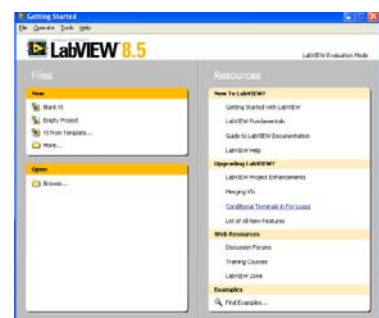 Getting Started
File Operate Tools Help
LabVIEW 8.5
LabVIEW Evaluation Mode
Files
New
Blank VI
Empty Project
VI from Template...
More...
Open
Browse...
Resources
New To LabVIEW?
Getting Started with LabVIEW
LabVIEW Fundamentals
Guide to LabVIEW Documentation
LabVIEW Help
Upgrading LabVIEW?
LabVIEW Project Enhancements
Merging VIs
Conditional Terminals in For Loops
List of All New Features
Web Resources
Discussion Forums
Training Courses
LabVIEW Zone
Examples
Find Examples...